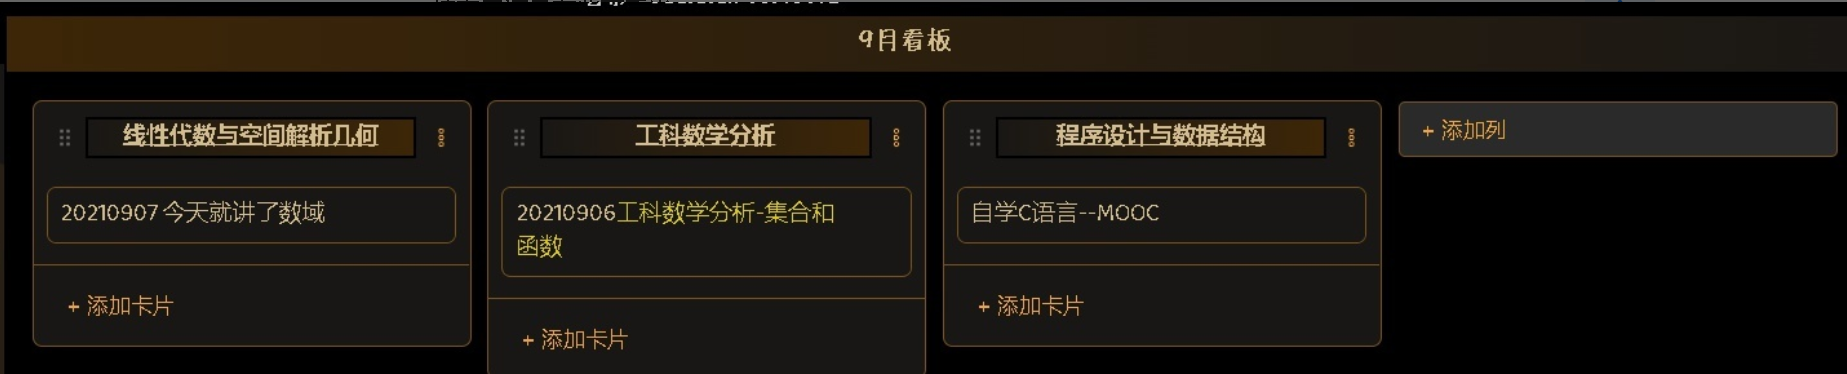 9月看板
线性代数与空间解析几何
20210907 今天就讲了数域
+ 添加卡片
工科数学分析
20210906工科数学分析-集合和
函数
+ 添加卡片
程序设计与数据结构
自学C语言--MOOC
+ 添加卡片
+ 添加列